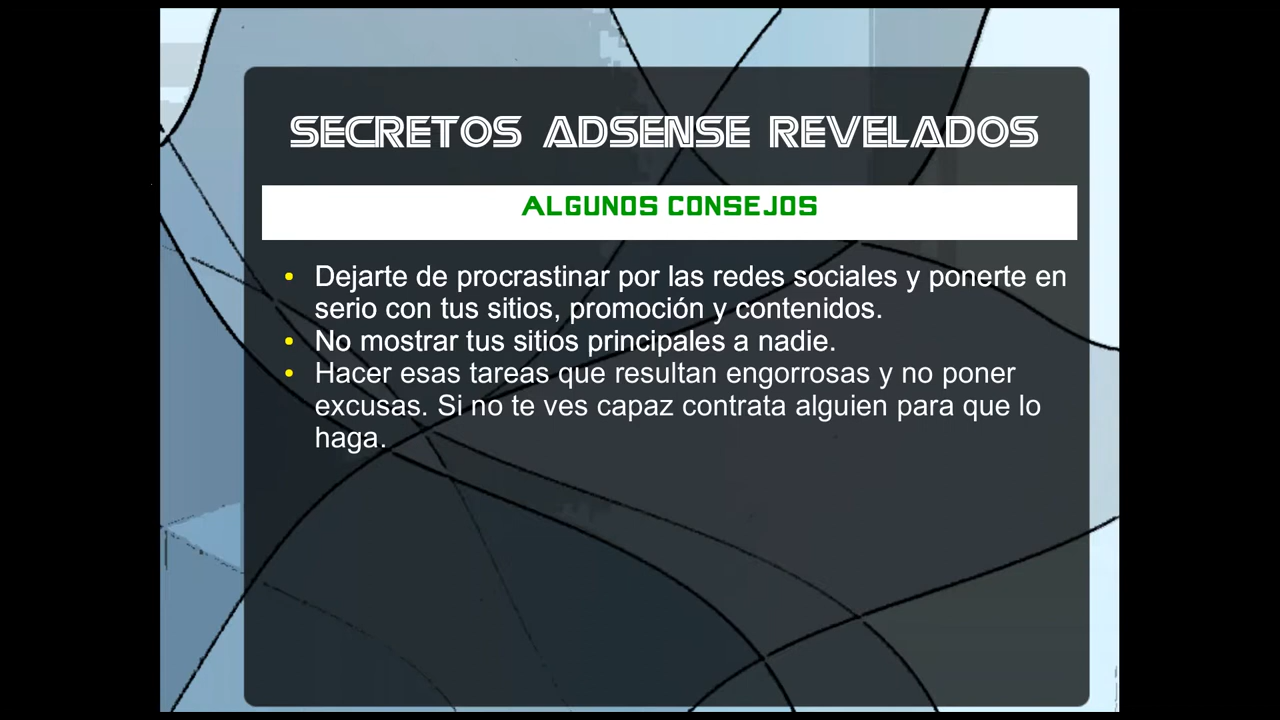 SECRETOS ADSENSE REVELADOS
ALGUNOS CONSEJOS
• Dejarte de procrastinar por las redes sociales y ponerte en
serio con tus sitios, promoción y contenidos.
• No mostrar tus sitios principales a nadie.
• Hacer esas tareas que resultan engorrosas y no poner
excusas. Si no te ves capaz contrata alguien para que lo
haga.